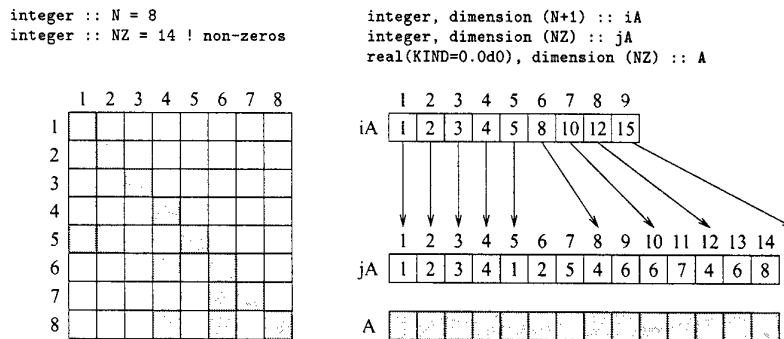 integer :: N = 8
integer :: NZ = 14 ! non-zeros
integer, dimension (N+1) :: iA
integer, dimension (NZ) :: jA
real(KIND=0.0d0), dimension (NZ) :: A
1 2 3 4 5 6 7 8
1
2
3
4
5
6
7
8
1 2 3 4 5 6 7 8 9
iA 1 2 3 4 5 8 10 12 15
1 2 3 4 5 6 7 8 9 10 11 12 13 14
jA 1 2 3 4 1 2 5 4 6 6 7 4 6 8
A